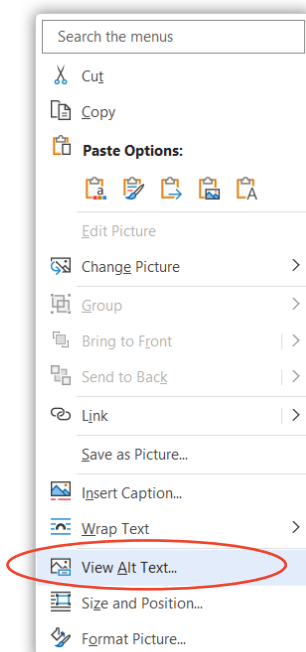 Search the menus
Cut
Copy
Paste Options:
a
A
Edit Picture
Change Picture
Group
Bring to Front
Send to Back
Link
Save as Picture...
Insert Caption...
Wrap Text
View Alt Text...
Size and Position...
Format Picture...